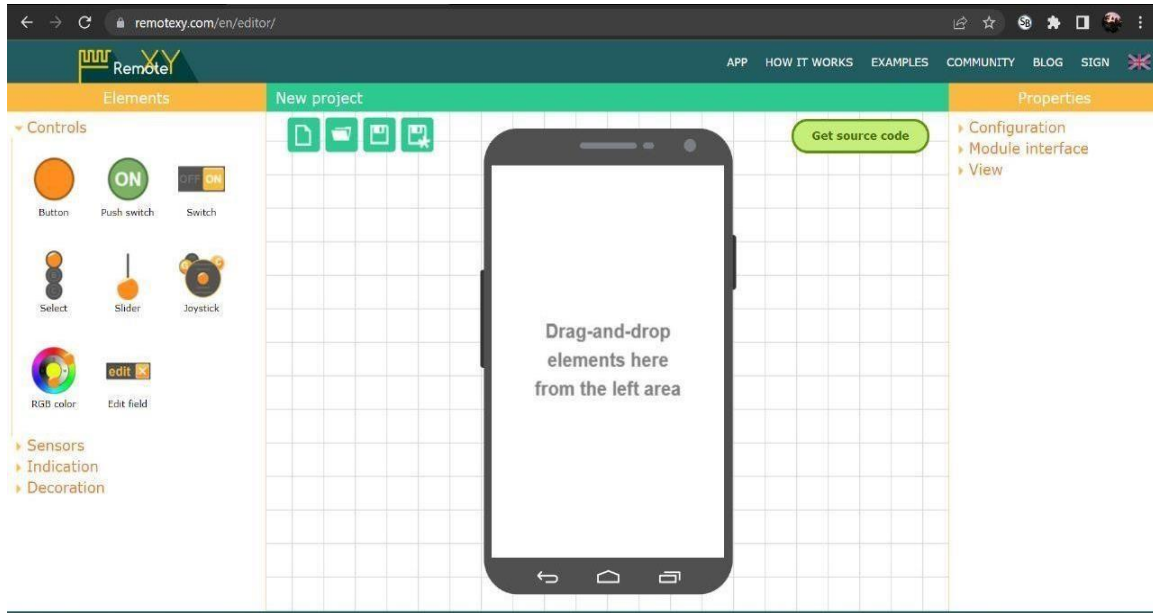 remotexy.com/en/editor/
RemoteXY
APP HOW IT WORKS EXAMPLES COMMUNITY BLOG SIGN
Elements
New project
Properties
Controls
Get source code
Configuration
Module interface
View
ON
OFF ON
Button Push switch Switch
Select Slider Joystick
edit
RGB color Edit field
Drag-and-drop
elements here
from the left area
Sensors
Indication
Decoration